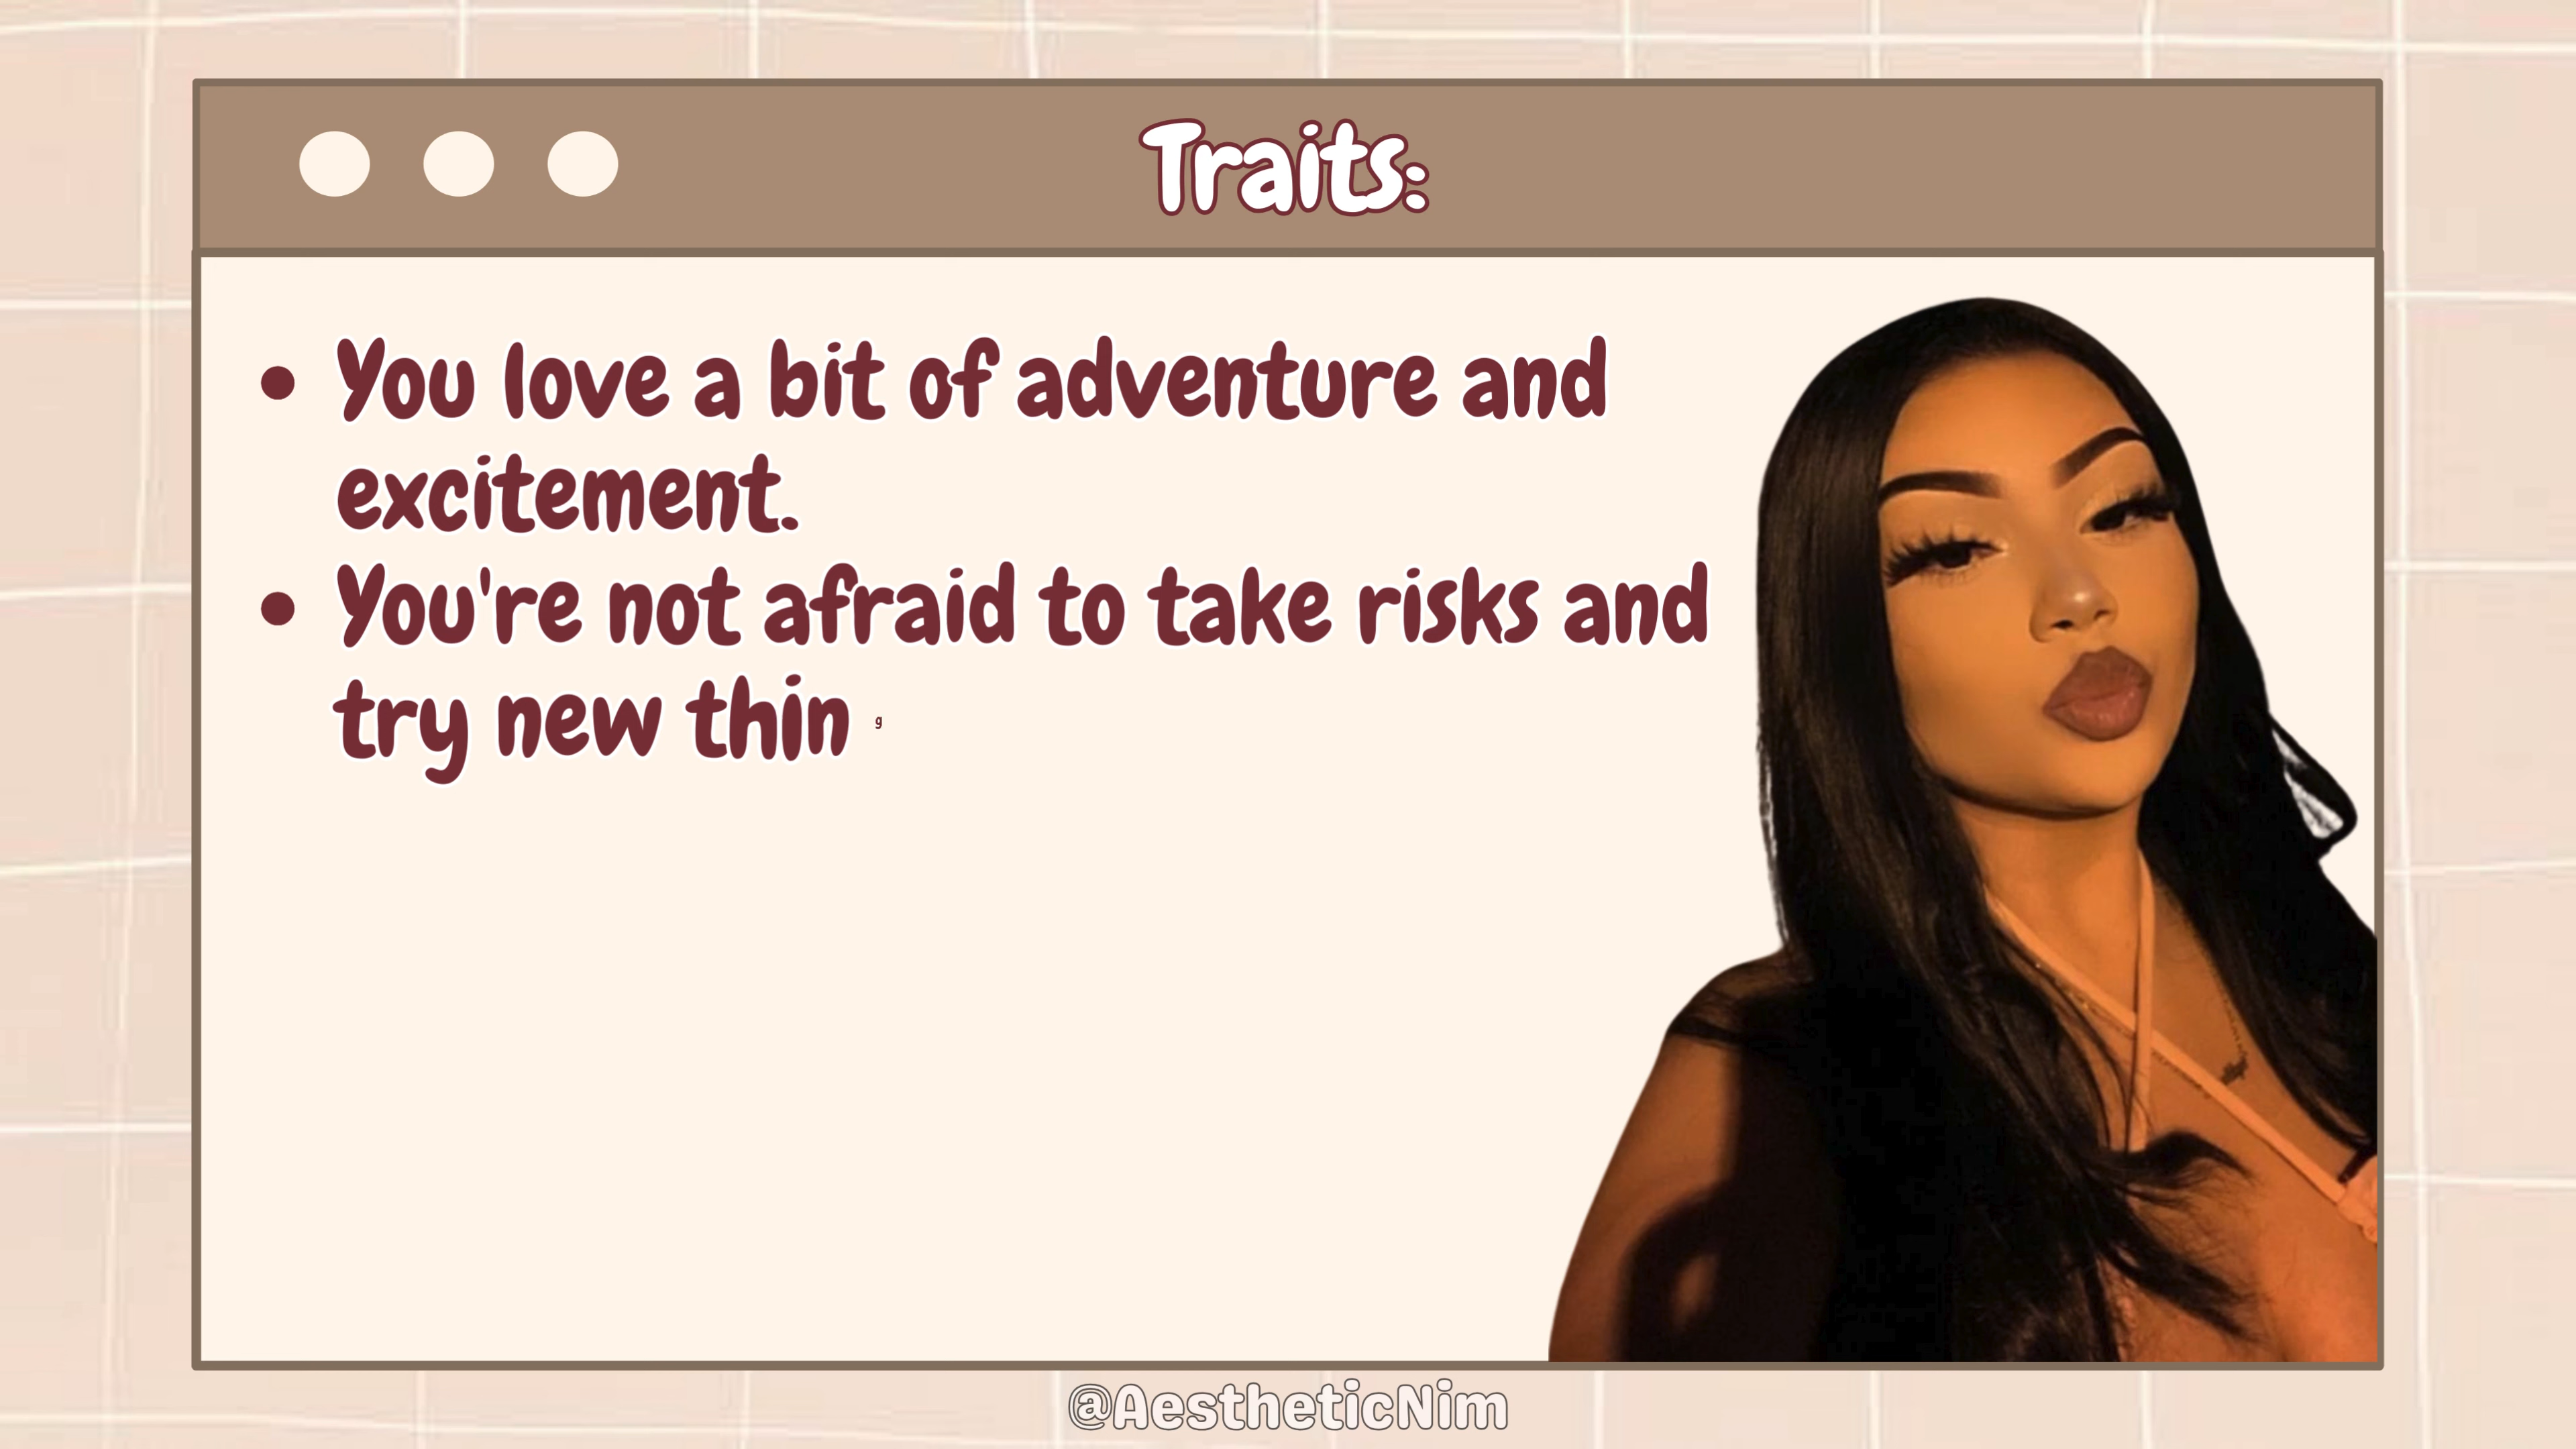 Traits:
• You love a bit of adventure and
excitement.
• You're not afraid to take risks and
try new thin g
@AestheticNim